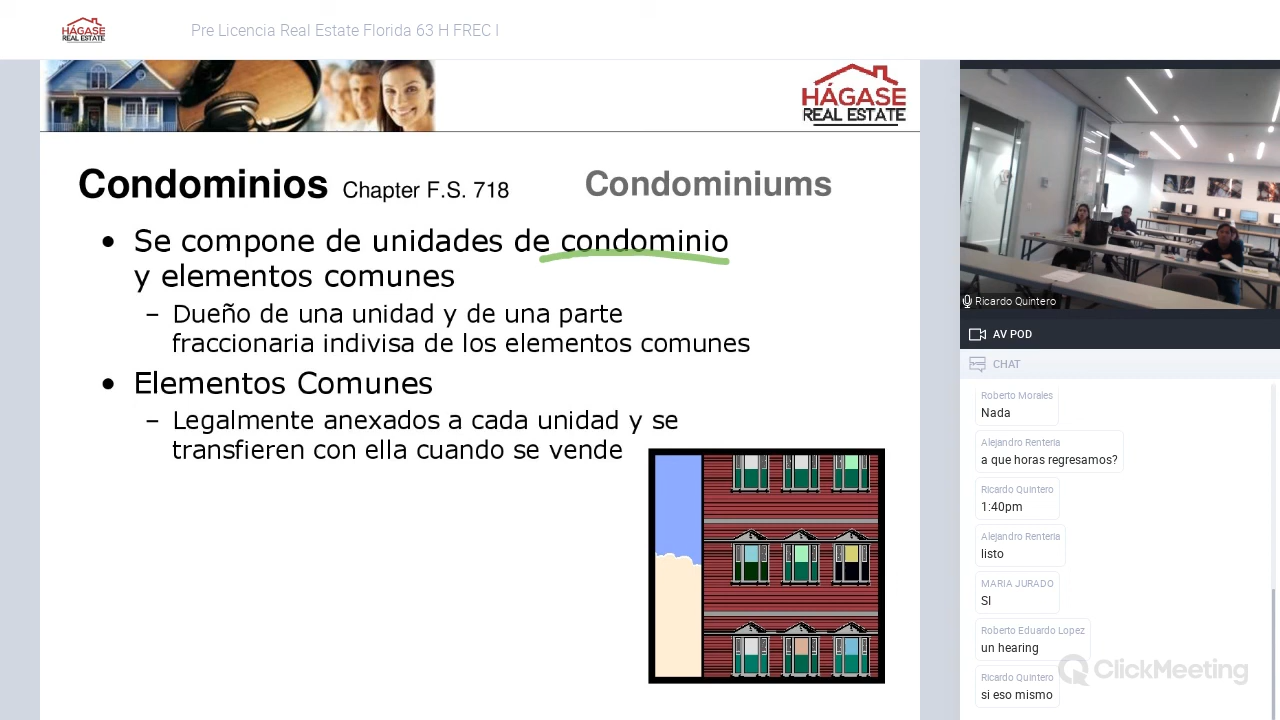 HÁGASE
REAL ESTATE
Pre Licencia Real Estate Florida 63 H FREC I
HÁGASE
REAL ESTATE
Condominios Chapter F.S. 718 Condominiums
• Se compone de unidades de condominio
y elementos comunes
– Dueño de una unidad y de una parte
fraccionaria indivisa de los elementos comunes
• Elementos Comunes
– Legalmente anexados a cada unidad y se
transfieren con ella cuando se vende
Ricardo Quintero
AV POD
CHAT
Roberto Morales
Nada
Alejandro Renteria
a que horas regresamos?
Ricardo Quintero
1:40pm
Alejandro Renteria
listo
MARIA JURADO
SI
Roberto Eduardo Lopez
un hearing
Ricardo Quintero
si eso mismo
ClickMeeting